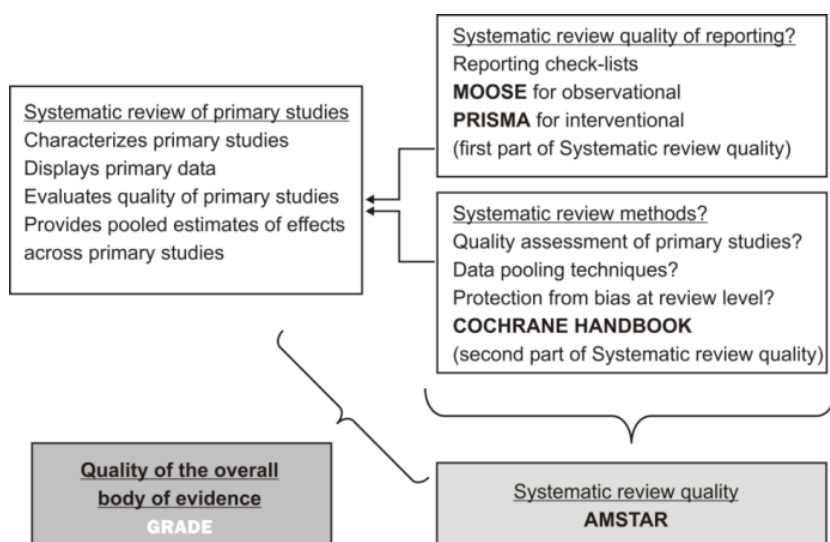 Systematic review of primary studies
Characterizes primary studies
Displays primary data
Evaluates quality of primary studies
Provides pooled estimates of effects
across primary studies
Systematic review quality of reporting?
Reporting check-lists
MOOSE for observational
PRISMA for interventional
(first part of Systematic review quality)
Systematic review methods?
Quality assessment of primary studies?
Data pooling techniques?
Protection from bias at review level?
COCHRANE HANDBOOK
(second part of Systematic review quality)
Quality of the overall
body of evidence
GRADE
Systematic review quality
AMSTAR